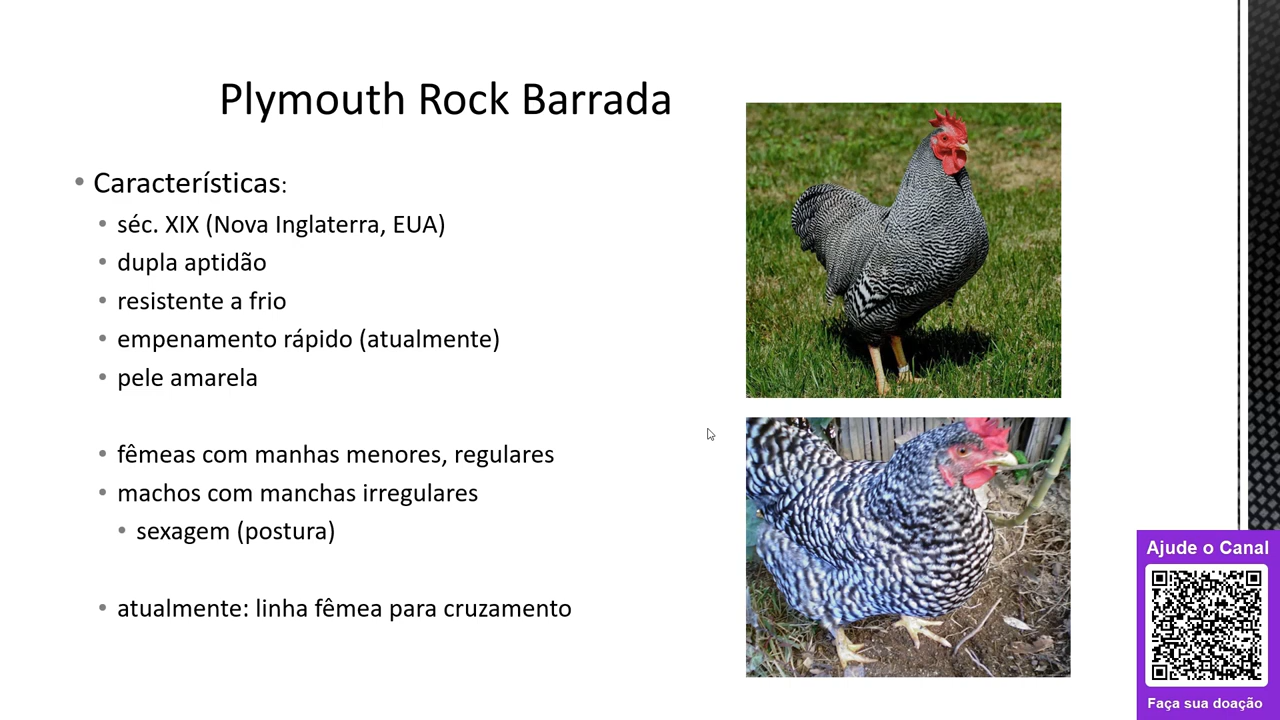 Plymouth Rock Barrada
• Características:
• séc. XIX (Nova Inglaterra, EUA)
• dupla aptidão
• resistente a frio
• empenamento rápido (atualmente)
• pele amarela
• fêmeas com manhas menores, regulares
• machos com manchas irregulares
• sexagem (postura)
• atualmente: linha fêmea para cruzamento
Ajude o Canal
Faça sua doação